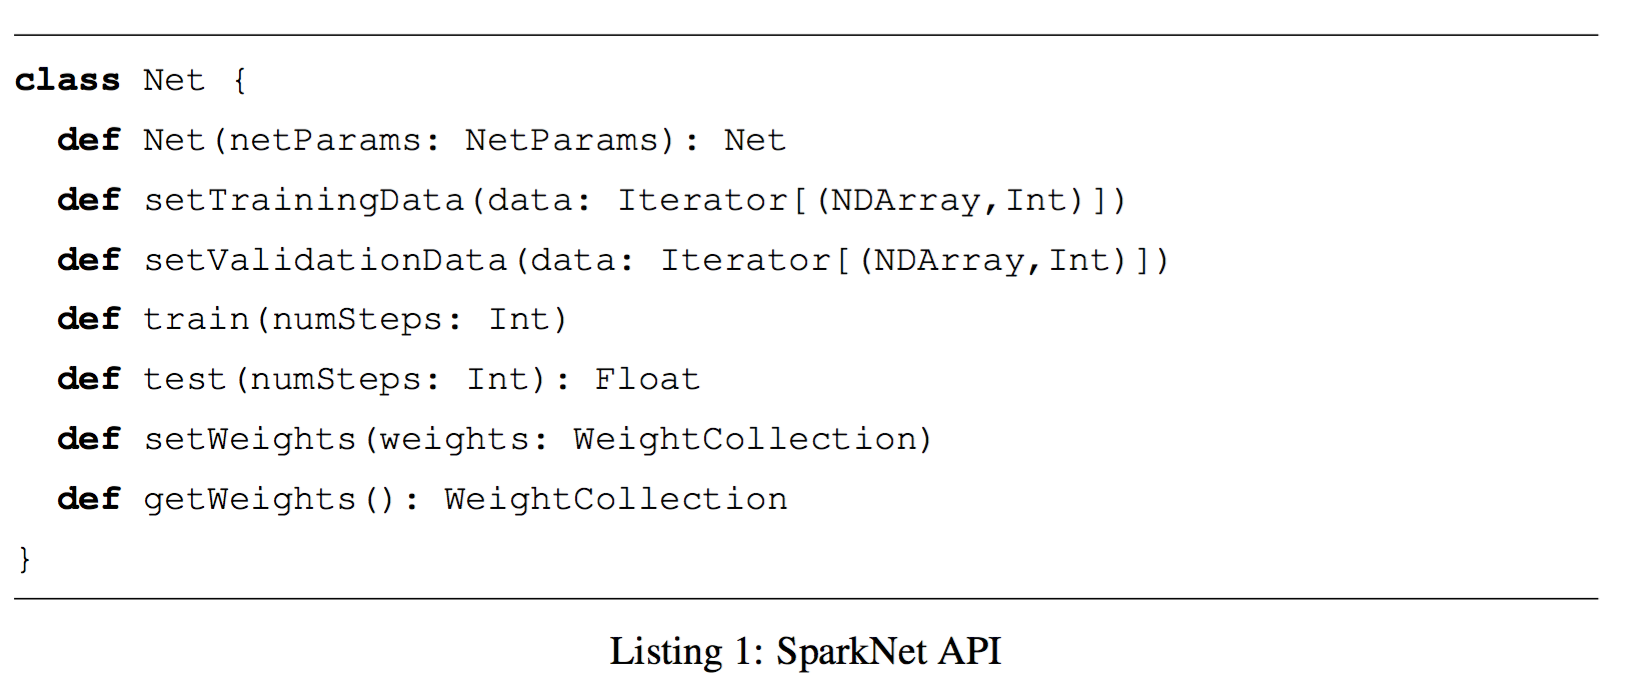 class Net {
def Net(netParams: NetParams): Net
def setTrainingData(data: Iterator[(NDArray,Int)])
def setValidationData(data: Iterator[(NDArray,Int)])
def train(numSteps: Int)
def test(numSteps: Int): Float
def setWeights(weights: WeightCollection)
def getWeights(): WeightCollection
}
Listing 1: SparkNet API